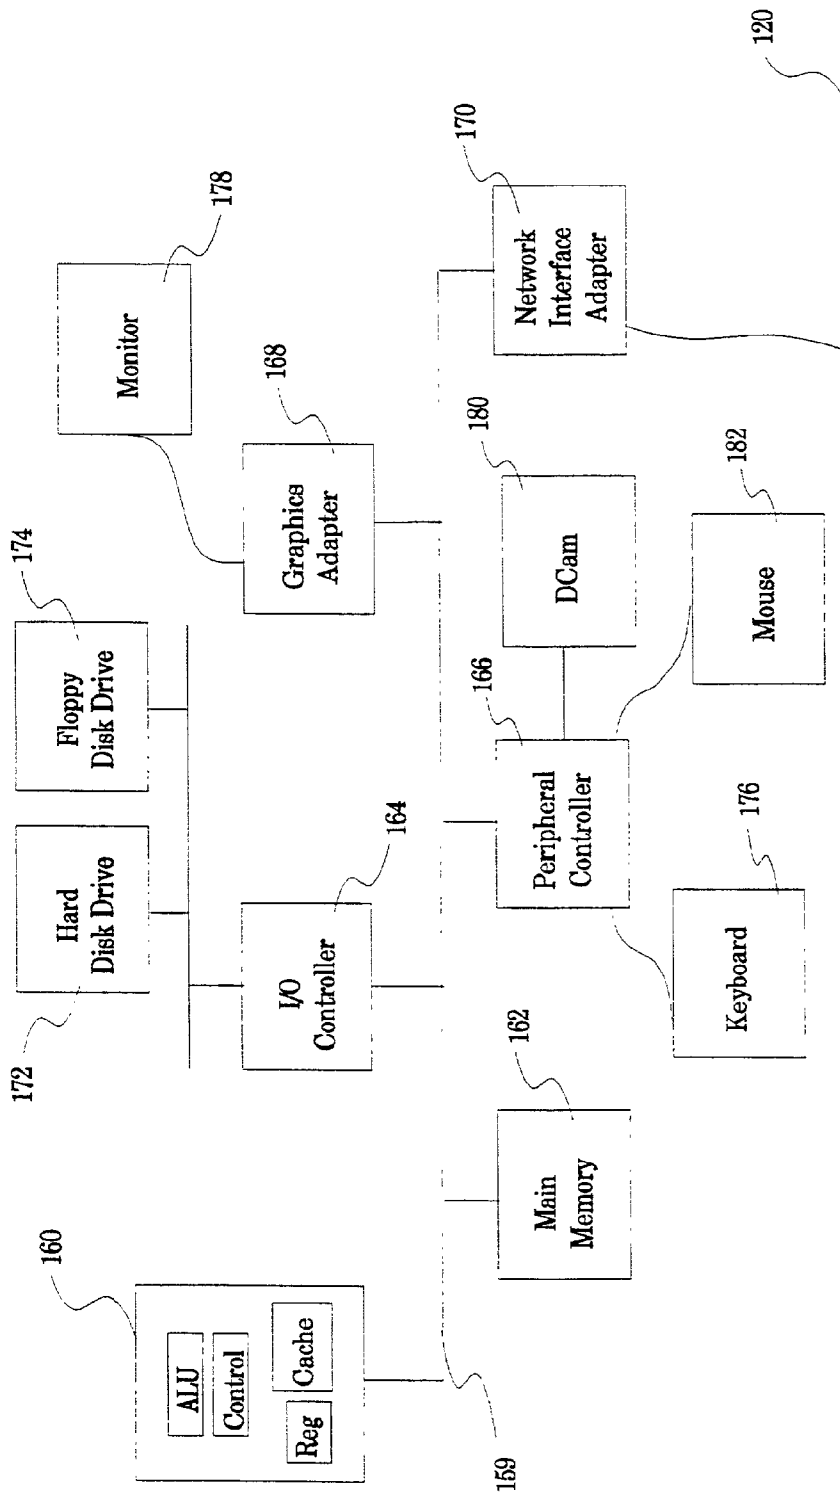 160
ALU
Control
Reg
Cache
159
172
Hard
Disk Drive
Floppy
Disk Drive
174
Monitor
178
I/O
Controller
164
Graphics
Adapter
168
Main
Memory
162
Peripheral
Controller
166
DCam
180
Network
Interface
Adapter
170
Keyboard
176
Mouse
182
120